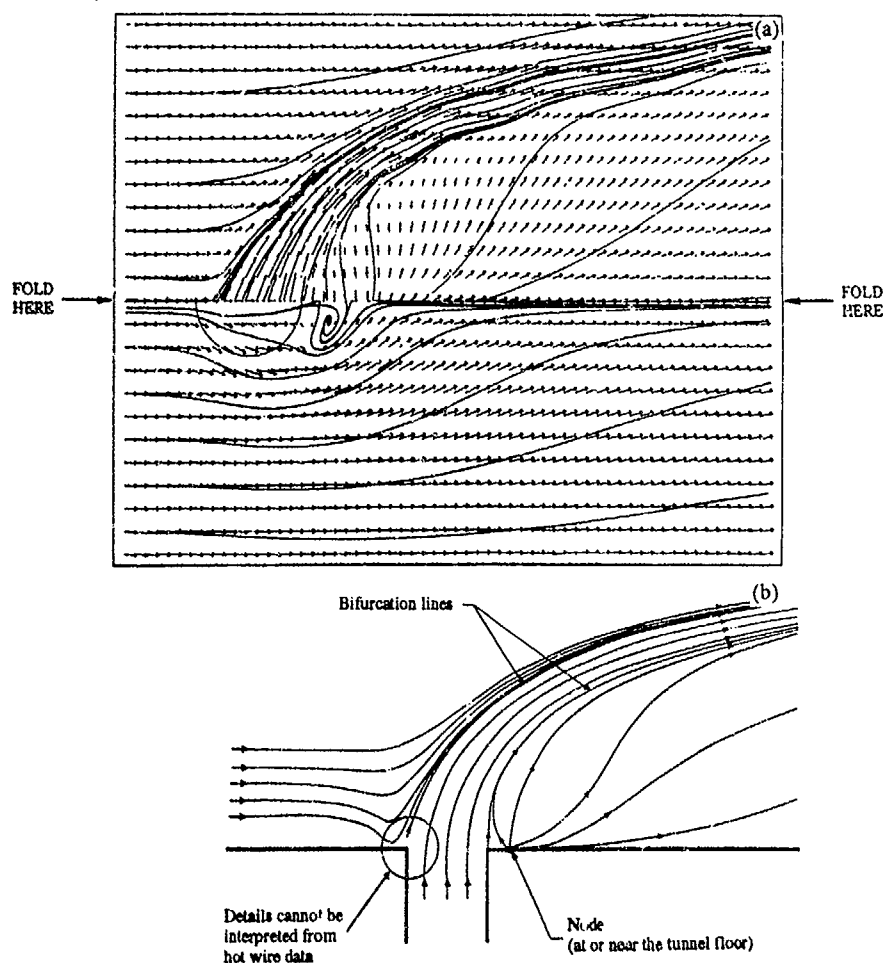 (a)
FOLD
HERE
FOLD
HERE
(b)
Bifurcation lines
Details cannot be
interpreted from
hot wire data
Node
(at or near the tunnel floor)